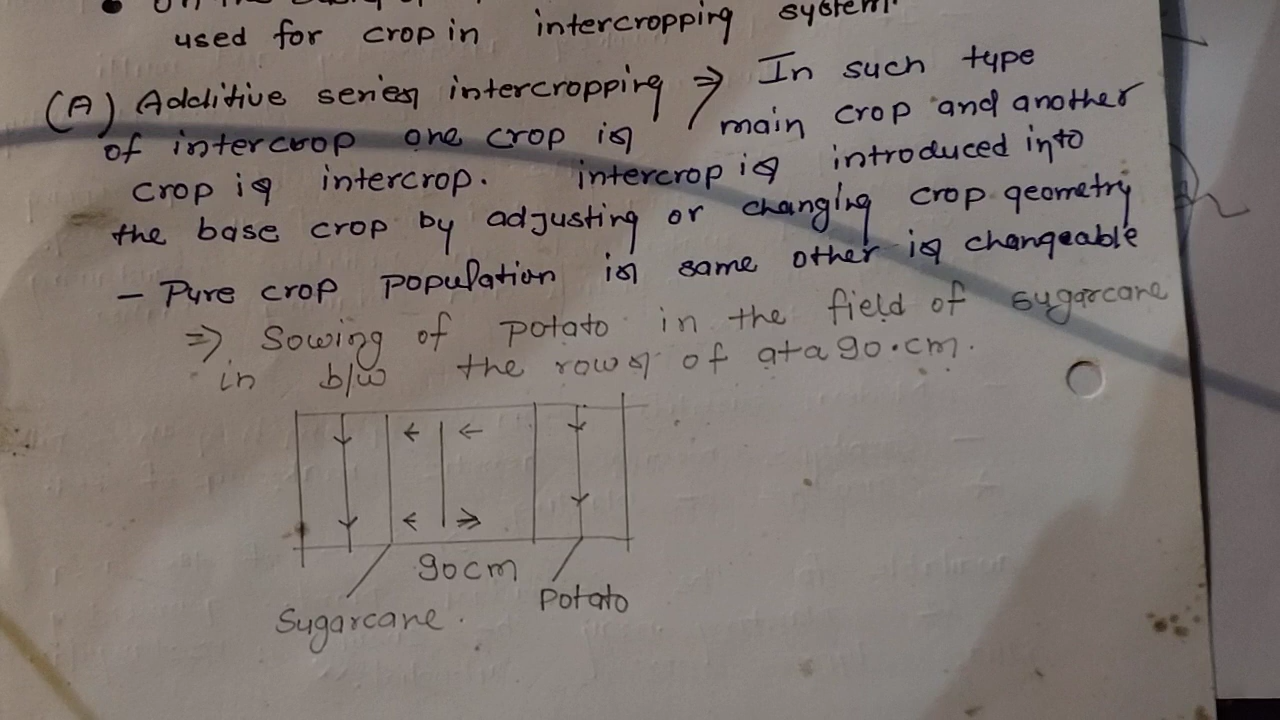 used for crop in intercropping system.
(A) Additive series intercropping ⇒ In such type
of intercrop one crop is main crop and another
crop is intercrop. intercrop is introduced into
the base crop by adjusting or changing crop geometry
- Pure crop population is same other is changeable
⇒ Sowing of potato in the field of sugarcane
in b/w the rows of at a 90.cm.
90cm
Sugarcane.
Potato